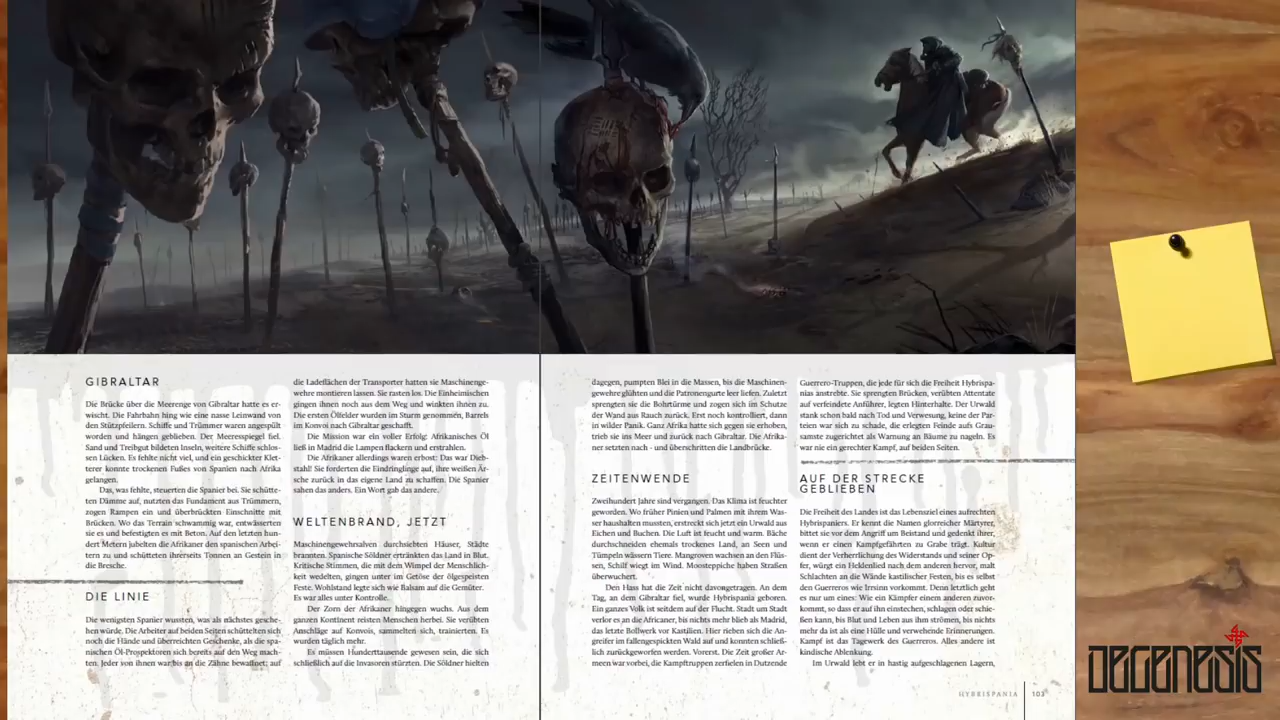 GIBRALTAR
Die Brücke über die Meerenge von Gibraltar hatte es er-
wischt. Die Fahrbahn hing wie eine nasse Leinwand von
den Stützpfeilern. Schiffe und Trümmer waren angespült
worden und hängen geblieben. Der Meeresspiegel fiel.
Sand und Treibgut bildeten Inseln, weitere Schiffe schlos-
sen Lücken. Es fehlte nicht viel, und ein geschickter Klet-
terer konnte trockenen Fußes von Spanien nach Afrika
gelangen.
Das, was fehlte, steuerten die Spanier bei. Sie schütte-
ten Dämme auf, nutzten das Fundament aus Trümmern,
zogen Rampen ein und überbrückten Einschnitte mit
Brücken. Wo das Terrain schwammig war, entwässerten
sie es und befestigten es mit Beton. Auf den letzten hun-
dert Metern jubelten die Afrikaner den spanischen Arbei-
tern zu und schütteten ihrerseits Tonnen an Gestein in
die Bresche.
DIE LINIE
Die wenigsten Spanier wussten, was als nächstes gesche-
hen würde. Die Arbeiter auf beiden Seiten schüttelten sich
noch die Hände und überreichten Geschenke, als die spa-
nischen Öl-Prospektoren sich bereits auf den Weg mach-
ten. Jeder von ihnen war bis an die Zähne bewaffnet; auf
die Ladeflächen der Transporter hatten sie Maschinenge-
wehre montieren lassen. Sie rasten los. Die Einheimischen
gingen ihnen noch aus dem Weg und winkten ihnen zu.
Die ersten Ölfelder wurden im Sturm genommen, Barrels
im Konvoi nach Gibraltar geschafft.
Die Mission war ein voller Erfolg: Afrikanisches Öl
ließ in Madrid die Lampen flackern und erstrahlen.
Die Afrikaner allerdings waren erbost: Das war Dieb-
stahl! Sie forderten die Eindringlinge auf, ihre weißen Är-
sche zurück in das eigene Land zu schaffen. Die Spanier
sahen das anders. Ein Wort gab das andere.
WELTENBRAND, JETZT
Maschinengewehrsalven durchsiebten Häuser, Städte
brannten. Spanische Söldner ertränkten das Land in Blut.
Kritische Stimmen, die mit dem Wimpel der Menschlich-
keit wedelten, gingen unter im Getöse der ölgespeisten
Feste. Wohlstand legte sich wie Balsam auf die Gemüter.
Es war alles unter Kontrolle.
Der Zorn der Afrikaner hingegen wuchs. Aus dem
ganzen Kontinent reisten Menschen herbei. Sie verübten
Anschläge auf Konvois, sammelten sich, trainierten. Es
wurden täglich mehr.
Es müssen Hunderttausende gewesen sein, die sich
schließlich auf die Invasoren stürzten. Die Söldner hielten
dagegen, pumpten Blei in die Massen, bis die Maschinen-
gewehre glühten und die Patronengurte leer liefen. Zuletzt
sprengten sie die Bohrtürme und zogen sich im Schutze
der Wand aus Rauch zurück. Erst noch kontrolliert, dann
in wilder Panik. Ganz Afrika hatte sich gegen sie erhoben,
trieb sie ins Meer und zurück nach Gibraltar. Die Afrika-
ner setzten nach - und überschritten die Landbrücke.
ZEITENWENDE
Zweihundert Jahre sind vergangen. Das Klima ist feuchter
geworden. Wo früher Pinien und Palmen mit ihrem Was-
ser haushalten mussten, erstreckt sich jetzt ein Urwald aus
Eichen und Buchen. Die Luft ist feucht und warm. Bäche
durchschneiden ehemals trockenes Land, an Seen und
Tümpeln wässern Tiere. Mangroven wachsen an den Flüs-
sen, Schilf wiegt im Wind. Moosteppiche haben Straßen
überwuchert.
Den Hass hat die Zeit nicht davongetragen. An dem
Tag, an dem Gibraltar fiel, wurde Hybrispania geboren.
Ein ganzes Volk ist seitdem auf der Flucht. Stadt um Stadt
verlor es an die Africaner, bis nichts mehr blieb als Madrid,
das letzte Bollwerk vor Kastilien. Hier rieben sich die An-
greifer im fallengespickten Wald auf und konnten schließ-
lich zurückgeworfen werden. Vorerst. Die Zeit großer Ar-
meen war vorbei, die Kampftruppen zerfielen in Dutzende
Guerrero-Truppen, die jede für sich die Freiheit Hybrispa-
nias anstrebte. Sie sprengten Brücken, verübten Attentate
auf verfeindete Anführer, legten Hinterhalte. Der Urwald
stank schon bald nach Tod und Verwesung, keine der Par-
teien war sich zu schade, die erlegten Feinde aufs Grau-
samste zugerichtet als Warnung an Bäume zu nageln. Es
war nie ein gerechter Kampf, auf beiden Seiten.
AUF DER STRECKE
GEBLIEBEN
Die Freiheit des Landes ist das Lebensziel eines aufrechten
Hybrispaniers. Er kennt die Namen glorreicher Märtyrer,
bittet sie vor dem Angriff um Beistand und gedenkt ihrer,
wenn er einen Kampfgefährten zu Grabe trägt. Kultur
dient der Verherrlichung des Widerstands und seiner Op-
fer, würgt ein Heldenlied nach dem anderen hervor, malt
Schlachten an die Wände kastilischer Festen, bis es selbst
den Guerreros wie Irrsinn vorkommt. Denn letztlich geht
es nur um eines: Wie ein Kämpfer einem anderen zuvor-
kommt, so dass er auf ihn einstechen, schlagen oder schie-
ßen kann, bis Blut und Leben aus ihm strömen, bis nichts
mehr da ist als eine Hülle und verwehende Erinnerungen.
Kampf ist das Tagewerk des Guerreros. Alles andere ist
kindische Ablenkung.
Im Urwald lebt er in hastig aufgeschlagenen Lagern,
HYBRISPANIA 103
DEGENESIS